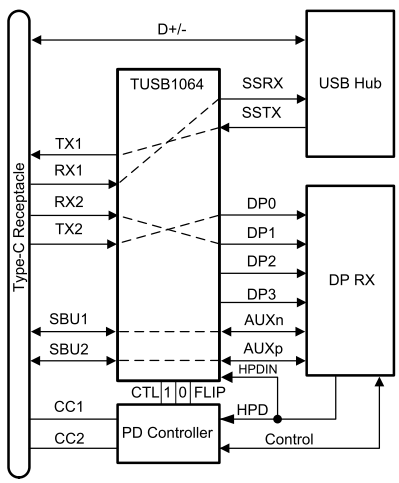 D+/-
TUSB1064
USB Hub
SSRX
SSTX
TX1
RX1
RX2
TX2
Type-C Receptacle
DP0
DP1
DP2
DP3
DP RX
SBU1
SBU2
AUXn
AUXp
HPDIN
CTL 1 0 FLIP
CC1
CC2
PD Controller
HPD
Control